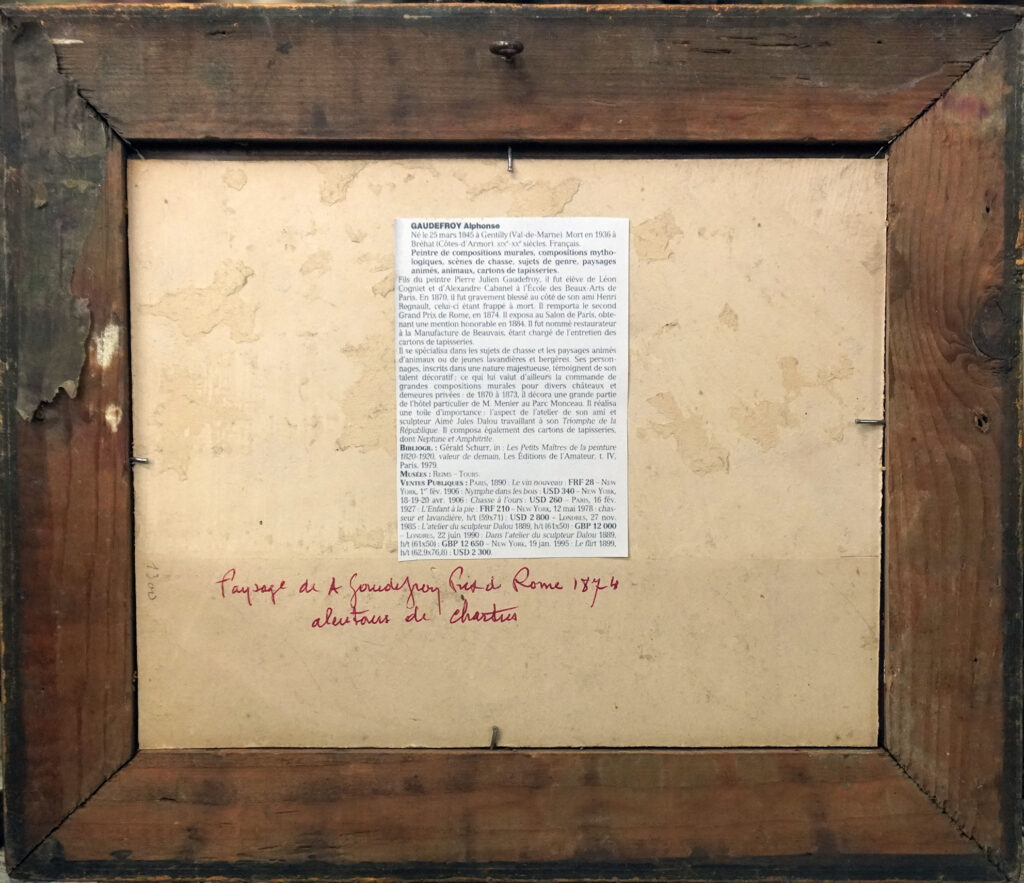 GAUDEFROY Alphonse
Né le 25 mars 1845 à Gentilly (Val-de-Marne). Mort en 1936 à
Bréhat (Côtes-d'Armor). XIXᵉ-XXᵉ siècles. Français.
Peintre de compositions murales, compositions mytho-
logiques, scènes de chasse, sujets de genre, paysages
animés, animaux, cartons de tapisseries.
Fils du peintre Pierre Julien Gaudefroy, il fut élève de Léon
Cogniet et d'Alexandre Cabanel à l'École des Beaux-Arts de
Paris. En 1870, il fut gravement blessé au côté de son ami Henri
Regnault, celui-ci étant frappé à mort. Il remporta le second
Grand Prix de Rome, en 1874. Il exposa au Salon de Paris, obte-
nant une mention honorable en 1884. Il fut nommé restaurateur
à la Manufacture de Beauvais, étant chargé de l'entretien des
cartons de tapisseries.
Il se spécialisa dans les sujets de chasse et les paysages animés
d'animaux ou de jeunes lavandières et bergères. Ses person-
nages, inscrits dans une nature majestueuse, témoignent de son
talent décoratif ; ce qui lui valut d'ailleurs la commande de
grandes compositions murales pour divers châteaux et
demeures privées : de 1870 à 1873, il décora une grande partie
de l'hôtel particulier de M. Menier au Parc Monceau. Il réalisa
une toile d'importance : l'aspect de l'atelier de son ami et
sculpteur Aimé Jules Dalou travaillant à son Triomphe de la
République. Il composa également des cartons de tapisseries,
dont Neptune et Amphitrite.
BIBLIOGR. : Gérald Schurr, in : Les Petits Maîtres de la peinture
1820-1920, valeur de demain, Les Éditions de l'Amateur, t. IV,
Paris, 1979.
MUSÉES : REIMS – TOURS.
VENTES PUBLIQUES : PARIS, 1890 : Le vin nouveau : FRF 28 – NEW
YORK, 1ᵉʳ fév. 1906 : Nymphe dans les bois : USD 340 – NEW YORK,
18-19-20 avr. 1906 : Chasse à l'ours : USD 260 – PARIS, 16 fév.
1927 : L'Enfant à la pie : FRF 210 – NEW YORK, 12 mai 1978 : chas-
seur et lavandière, h/t (59x71) : USD 2 800 – LONDRES, 27 nov.
1985 : L'atelier du sculpteur Dalou 1889, h/t (61x50) : GBP 12 000
– LONDRES, 22 juin 1990 : Dans l'atelier du sculpteur Dalou 1889,
h/t (61x50) : GBP 12 650 – NEW YORK, 19 jan. 1995 : Le flirt 1899,
h/t (62,9x76,8) : USD 2 300.
Paysage de A Gaudefroy Prix de Rome 1874
alentours de Chartres